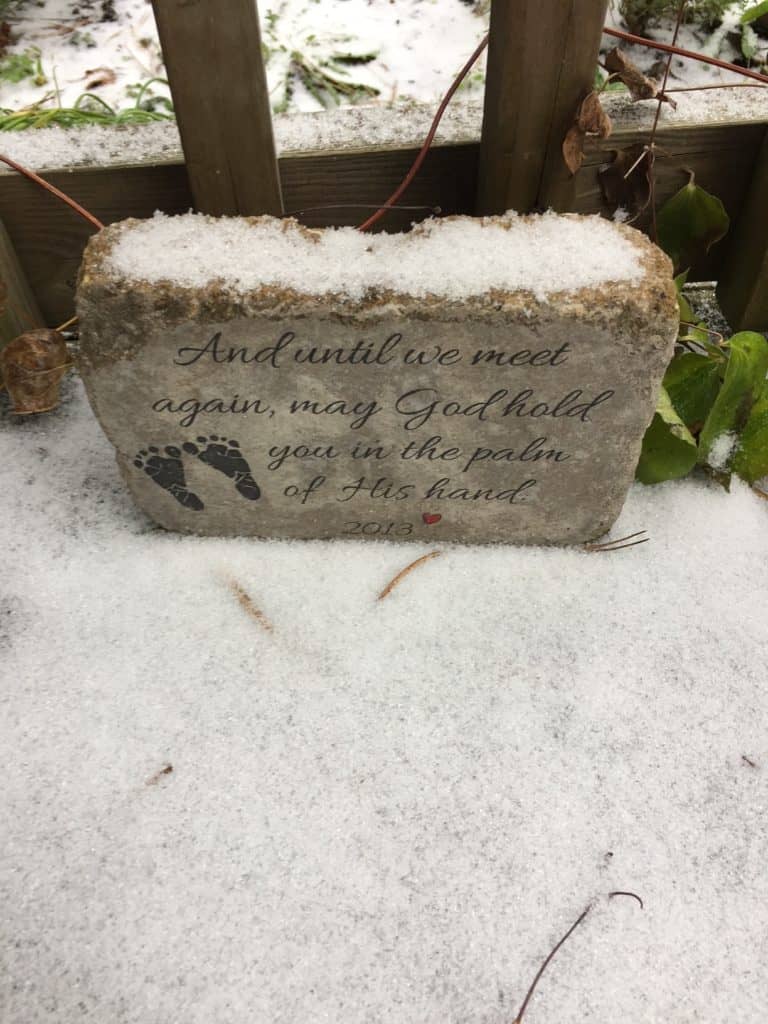 And until we meet
again, may God hold
you in the palm
of His hand.
2013